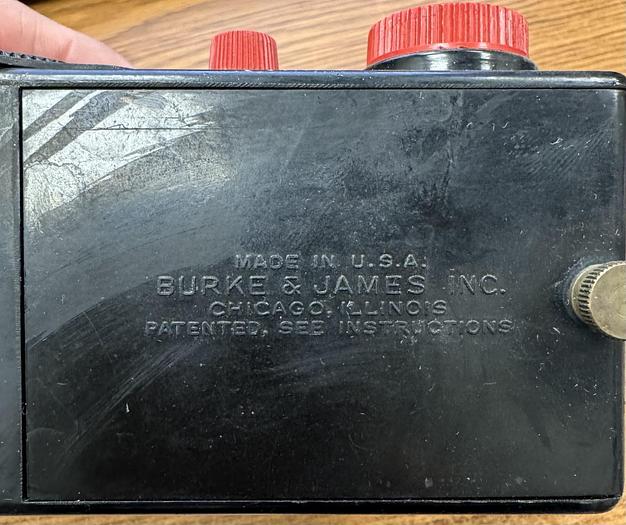 MADE IN U.S.A.
BURKE & JAMES INC.
CHICAGO, ILLINOIS
PATENTED, SEE INSTRUCTIONS